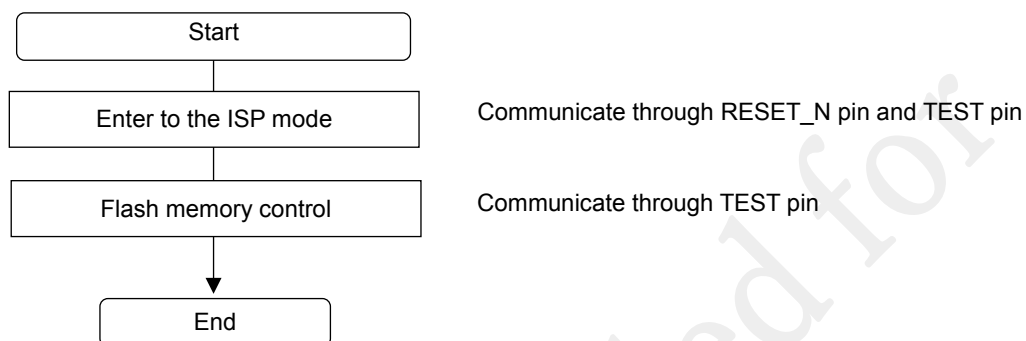 Start
Enter to the ISP mode
Communicate through RESET_N pin and TEST pin
Flash memory control
Communicate through TEST pin
End
for